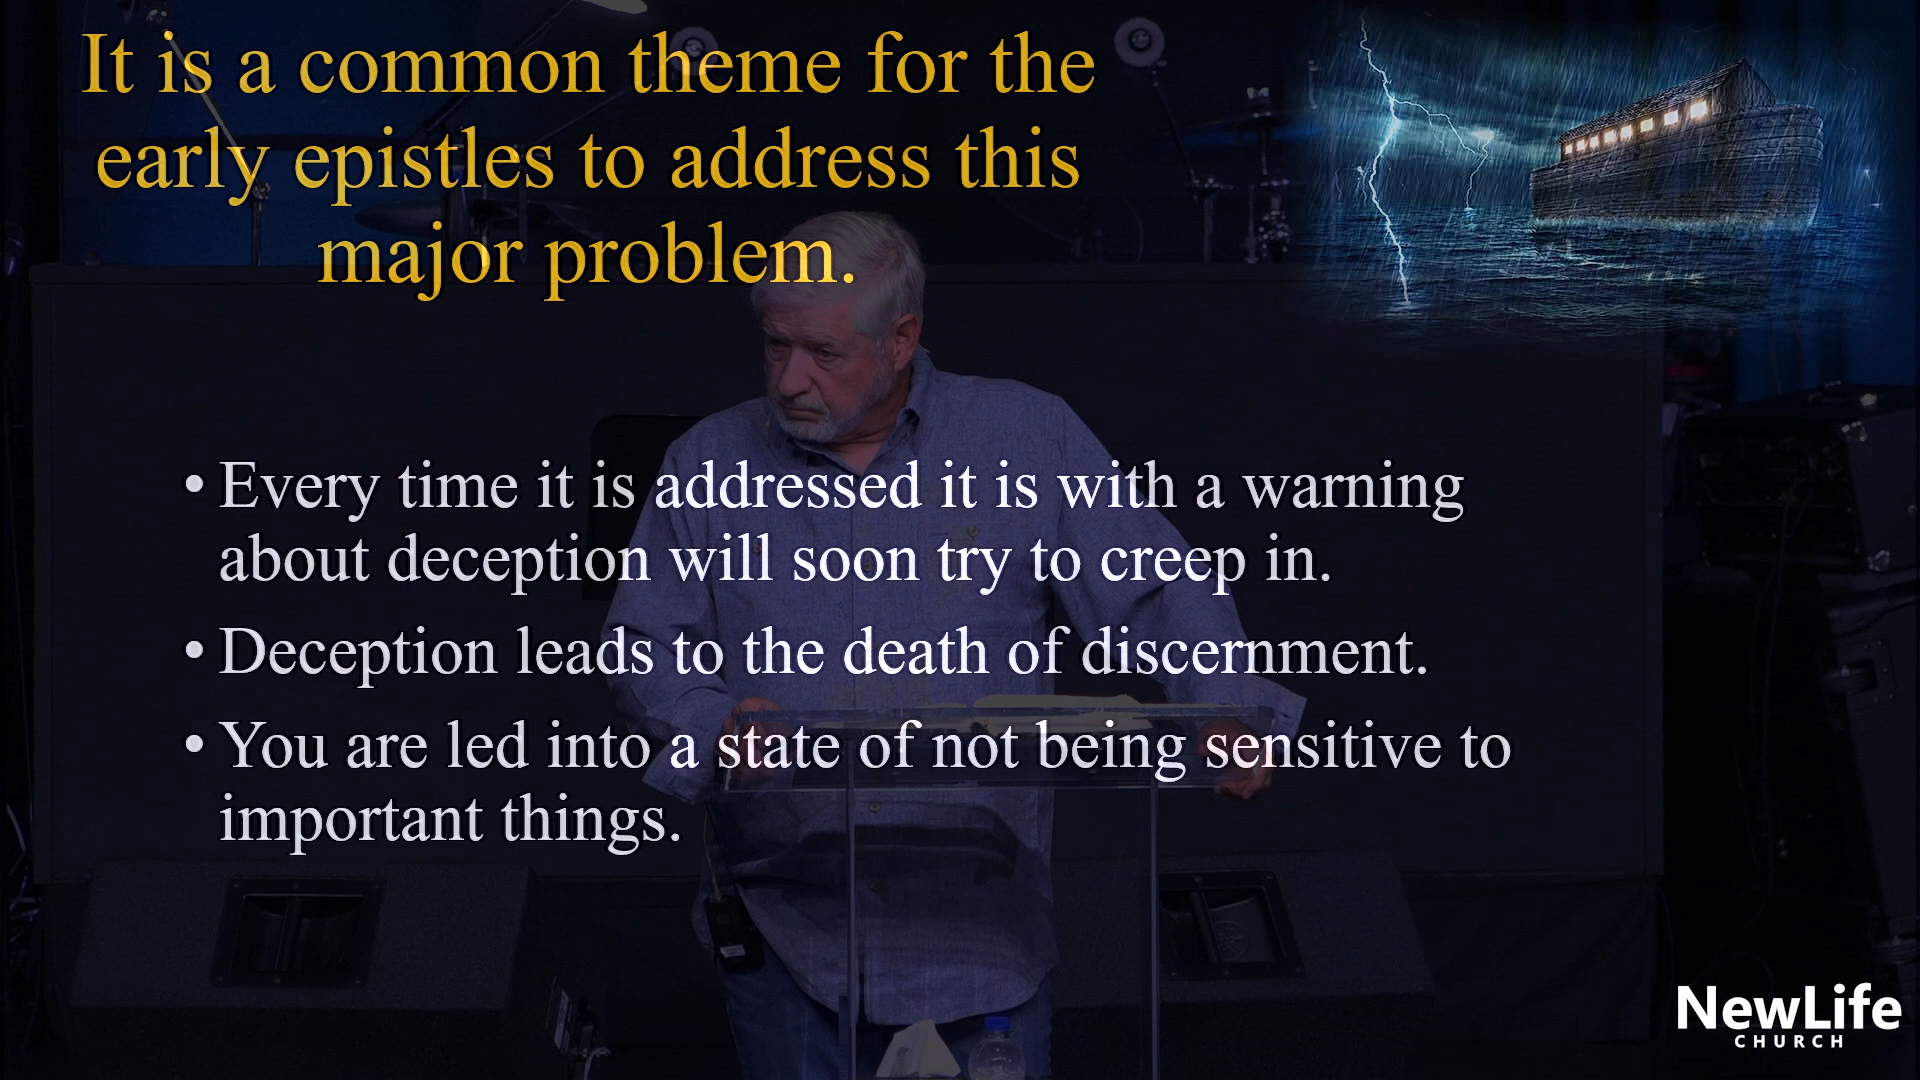 It is a common theme for the
early epistles to address this
major problem.
• Every time it is addressed it is with a warning
about deception will soon try to creep in.
• Deception leads to the death of discernment.
• You are led into a state of not being sensitive to
important things.
NewLife
CHURCH